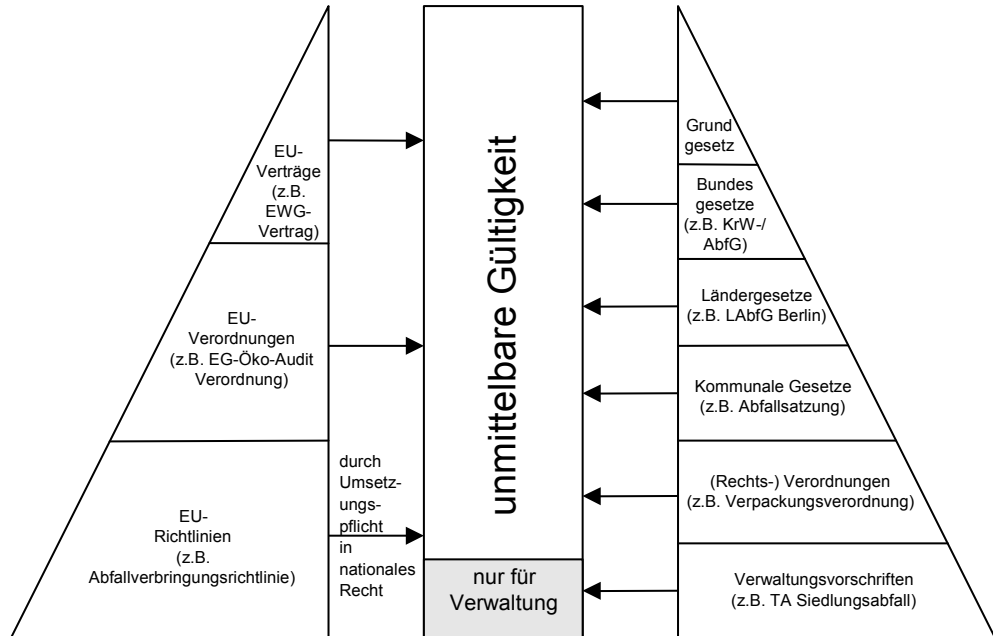 EU-
Verträge
(z.B.
EWG-
Vertrag)
EU-
Verordnungen
(z.B. EG-Öko-Audit
Verordnung)
EU-
Richtlinien
(z.B.
Abfallverbringungsrichtlinie)
durch
Umsetz-
ungs-
pflicht
in
nationales
Recht
unmittelbare Gültigkeit
nur für
Verwaltung
Grund
gesetz
Bundes
gesetze
(z.B. KrW-/
AbfG)
Ländergesetze
(z.B. LAbfG Berlin)
Kommunale Gesetze
(z.B. Abfallsatzung)
(Rechts-) Verordnungen
(z.B. Verpackungsverordnung)
Verwaltungsvorschriften
(z.B. TA Siedlungsabfall)